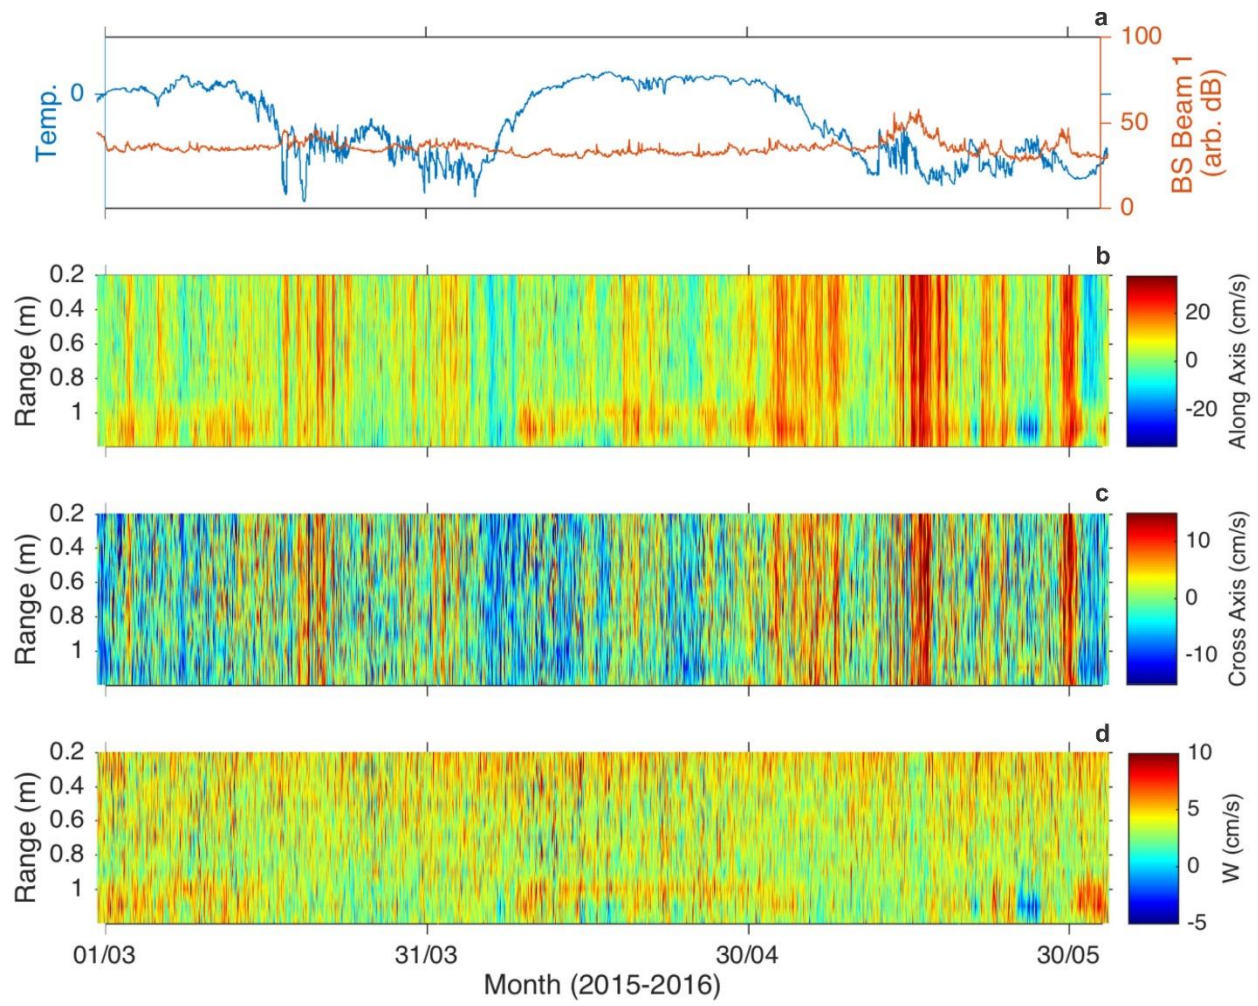 a
Temp.
0
100
50
0
BS Beam 1
(arb. dB)
b
Range (m)
0.2
0.4
0.6
0.8
1
20
0
-20
Along Axis (cm/s)
c
Range (m)
0.2
0.4
0.6
0.8
1
10
0
-10
Cross Axis (cm/s)
d
Range (m)
0.2
0.4
0.6
0.8
1
10
5
0
-5
W (cm/s)
01/03 31/03 30/04 30/05
Month (2015-2016)